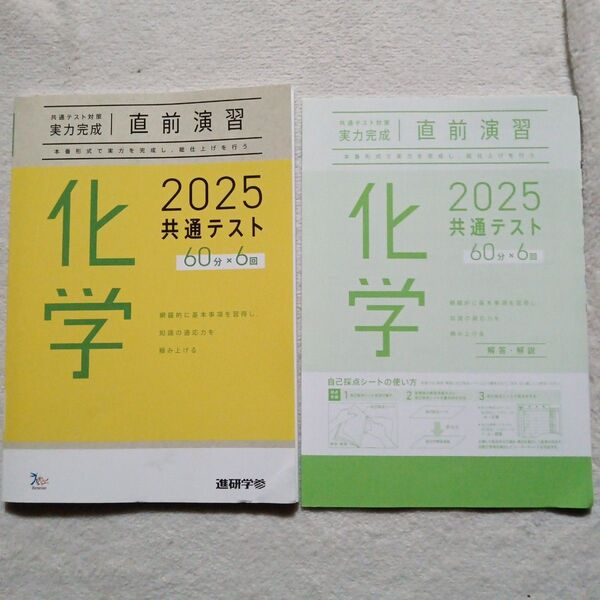 共通テスト対策
実力完成
直前演習
本番形式で実力を完成し、総仕上げを行う
化学
2025
共通テスト
60分×6回
網羅的に基本事項を習得し、
知識の適応力を
積み上げる
Benesse
進研学参
共通テスト対策
実力完成
直前演習
本番形式で実力を完成し、総仕上げを行う
化学
2025
共通テスト
60分×6回
網羅的に基本事項を習得し、
知識の適応力を
積み上げる
解答・解説
自己採点シートの使い方
1
2
3